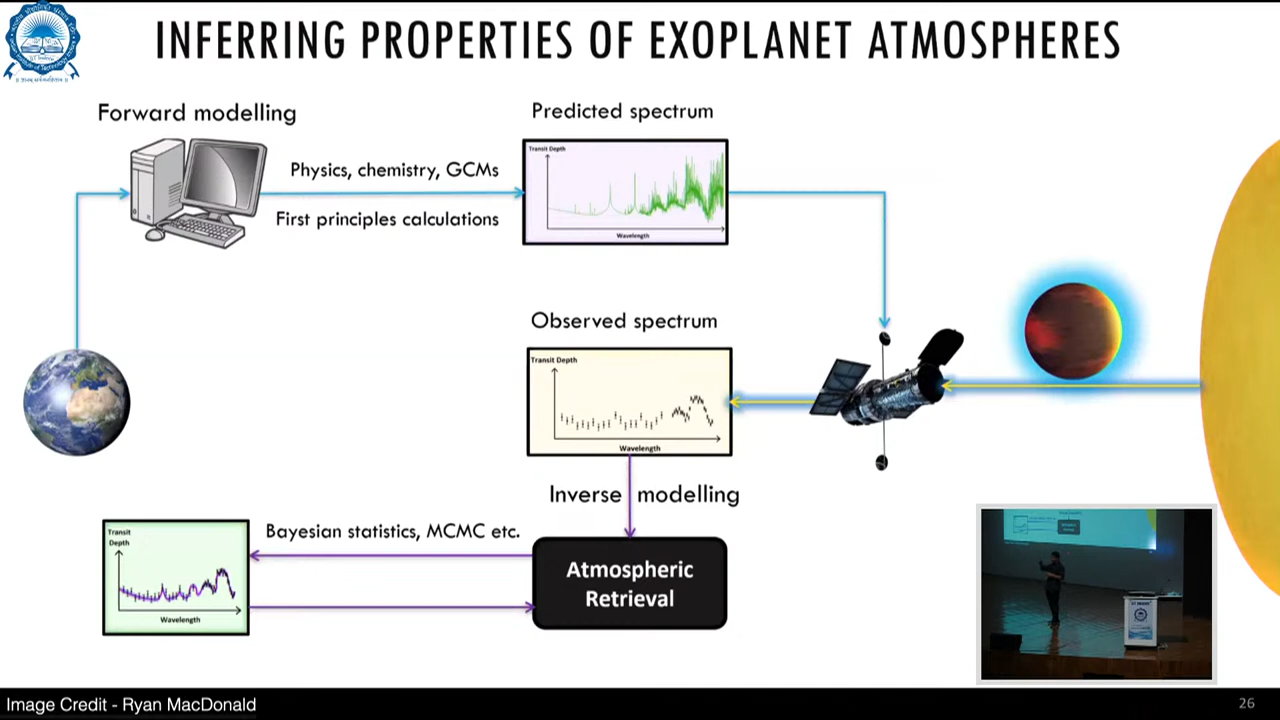 INFERRING PROPERTIES OF EXOPLANET ATMOSPHERES
Forward modelling
Predicted spectrum
Physics, chemistry, GCMs
First principles calculations
Transit Depth
Wavelength
Observed spectrum
Transit Depth
Wavelength
Inverse modelling
Bayesian statistics, MCMC etc.
Atmospheric
Retrieval
Transit
Depth
Wavelength
Image Credit - Ryan MacDonald
26